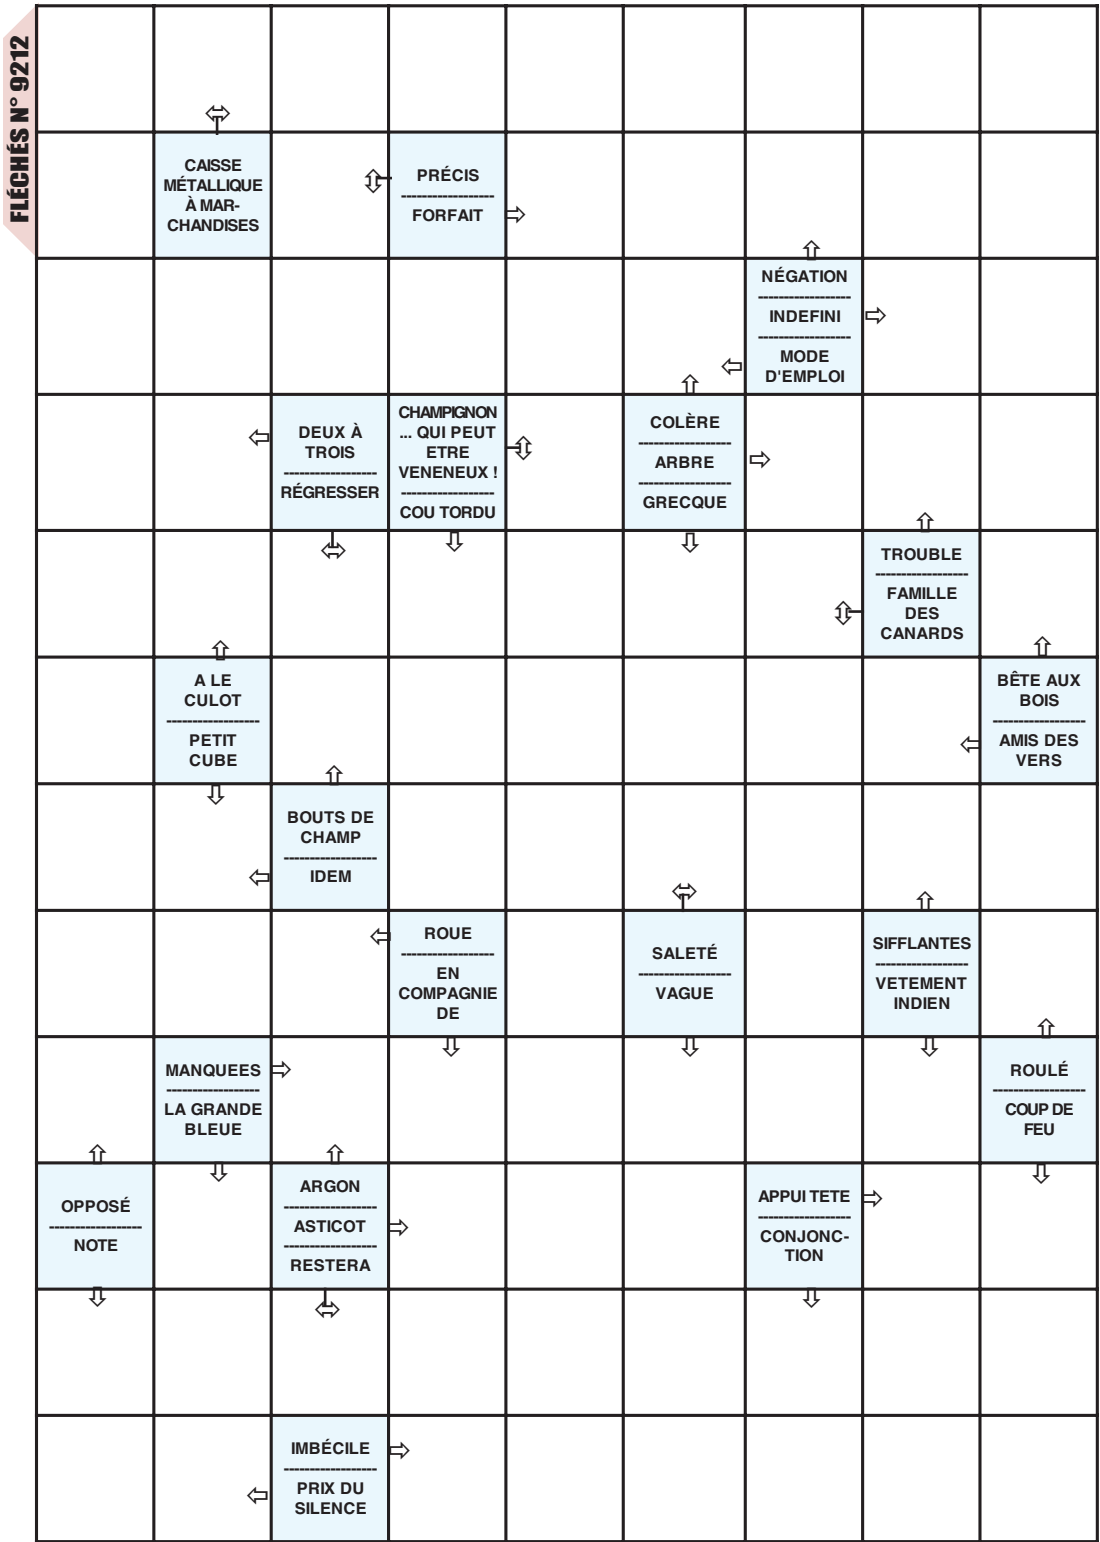 FLÉCHÉS N° 9212
CAISSE
MÉTALLIQUE
À MAR-
CHANDISES
PRÉCIS
FORFAIT
NÉGATION
INDEFINI
MODE
D'EMPLOI
DEUX À
TROIS
RÉGRESSER
CHAMPIGNON
... QUI PEUT
ETRE
VENENEUX !
COU TORDU
COLÈRE
ARBRE
GRECQUE
TROUBLE
FAMILLE
DES
CANARDS
A LE
CULOT
PETIT
CUBE
BÊTE AUX
BOIS
AMIS DES
VERS
BOUTS DE
CHAMP
IDEM
ROUE
EN
COMPAGNIE
DE
SALETÉ
VAGUE
SIFFLANTES
VETEMENT
INDIEN
MANQUEES
LA GRANDE
BLEUE
ROULÉ
COUP DE
FEU
OPPOSÉ
NOTE
ARGON
ASTICOT
RESTERA
APPUI TETE
CONJONC-
TION
IMBÉCILE
PRIX DU
SILENCE